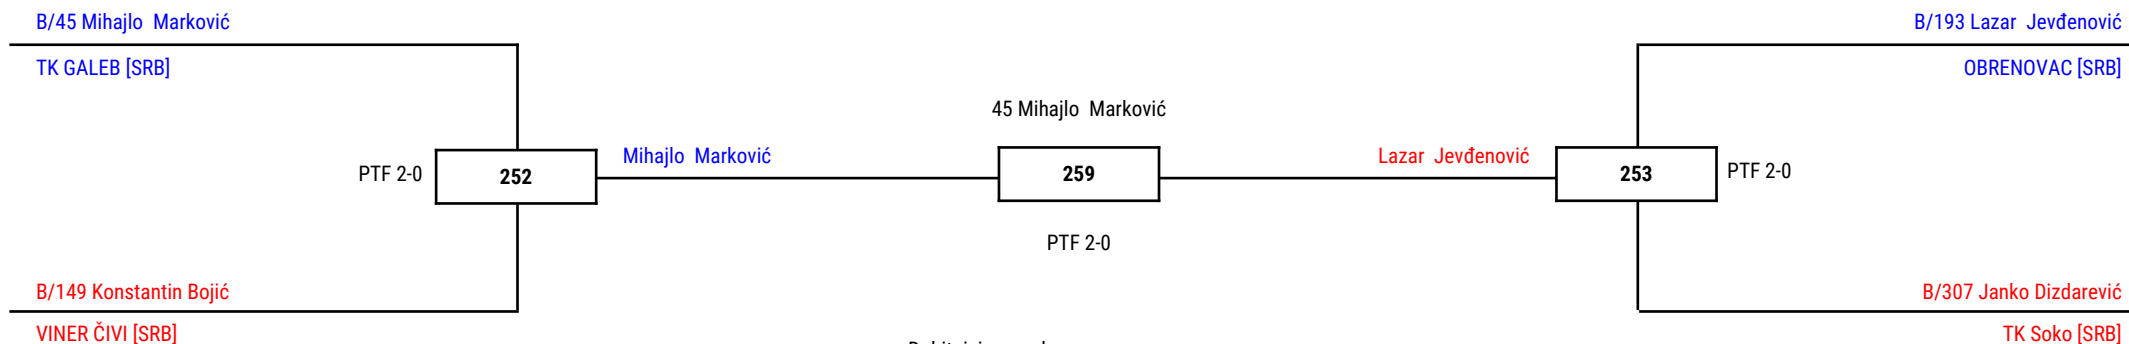 B/45 Mihajlo Marković
B/193 Lazar Jevđenović
TK GALEB [SRB]
OBRENOVAC [SRB]
45 Mihajlo Marković
Mihajlo Marković
Lazar Jevđenović
PTF 2-0
252
259
253
PTF 2-0
PTF 2-0
B/149 Konstantin Bojić
B/307 Janko Dizdarević
VINER ČIVI [SRB]
TK Soko [SRB]